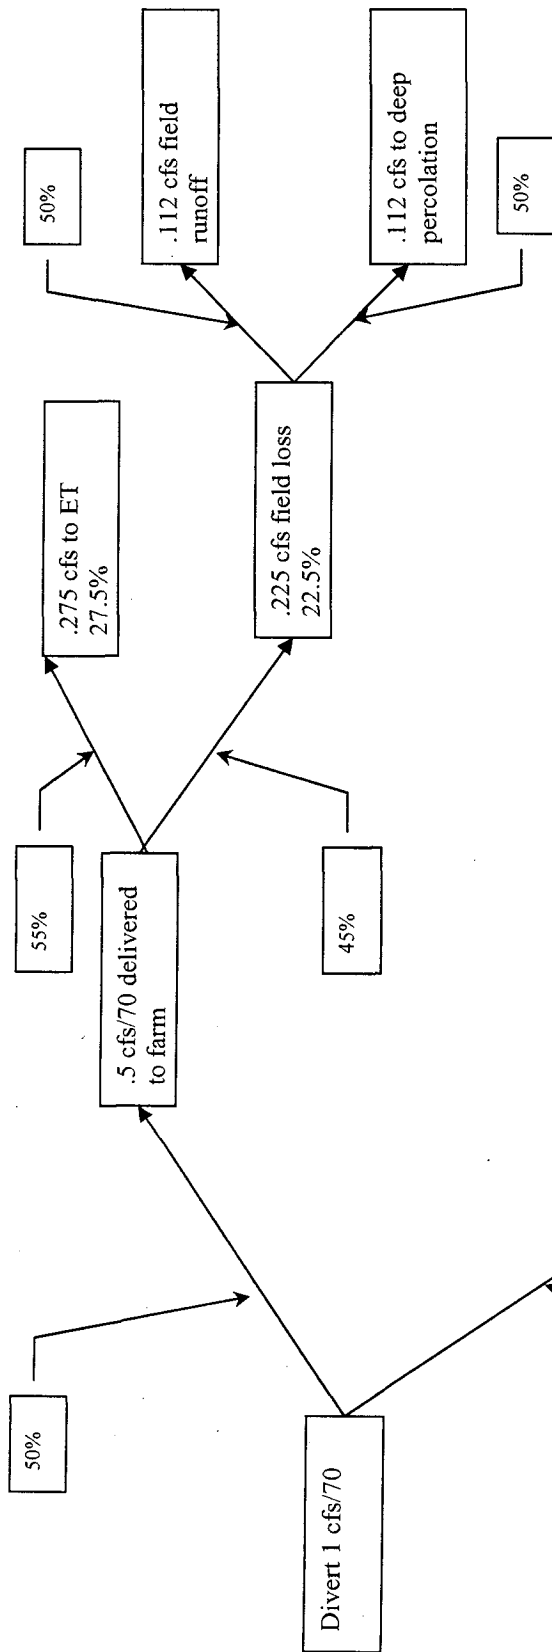 50%
Divert 1 cfs/70
.5 cfs/70 delivered
to farm
55%
45%
.275 cfs to ET
27.5%
.225 cfs field loss
22.5%
50%
.112 cfs field
runoff
.112 cfs to deep
percolation
50%